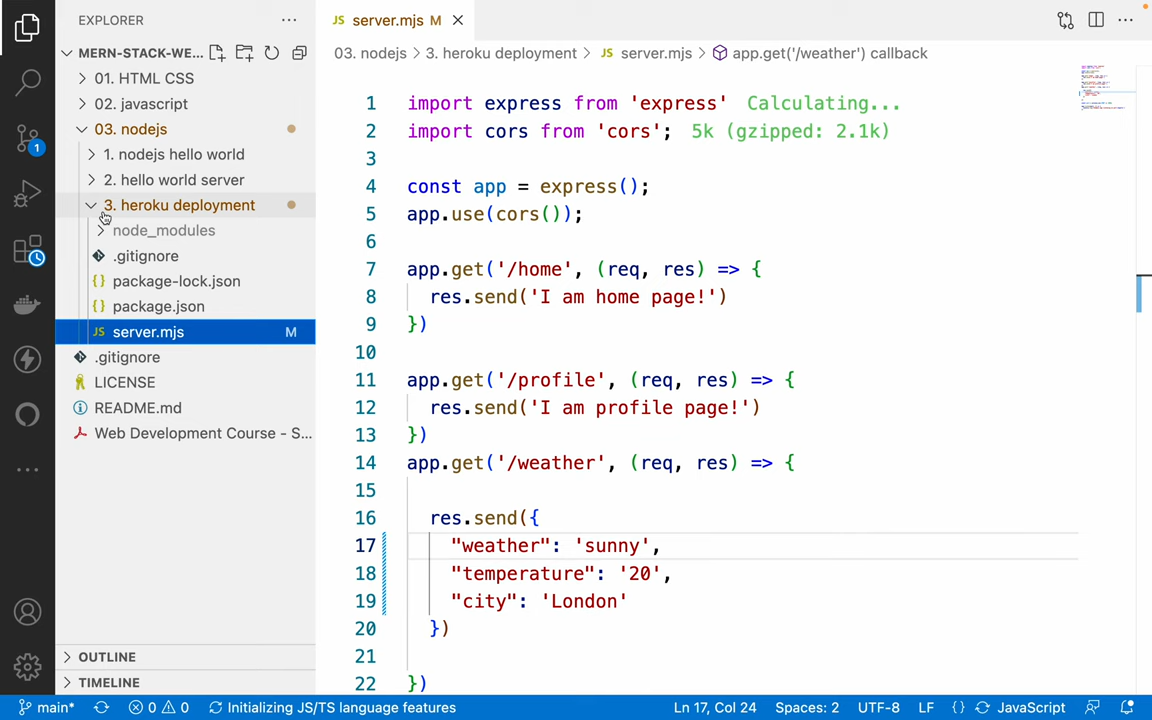 EXPLORER
server.mjs M
MERN-STACK-WE...
03. nodejs > 3. heroku deployment > JS server.mjs > app.get('/weather') callback
01. HTML CSS
02. javascript
03. nodejs
1. nodejs hello world
2. hello world server
3. heroku deployment
node_modules
.gitignore
package-lock.json
package.json
JS server.mjs M
.gitignore
LICENSE
README.md
Web Development Course - S...
OUTLINE
TIMELINE
1
1 import express from 'express' Calculating...
2 import cors from 'cors'; 5k (gzipped: 2.1k)
3
4 const app = express();
5 app.use(cors());
6
7 app.get('/home', (req, res) => {
8 res.send('I am home page!')
9 })
10
11 app.get('/profile', (req, res) => {
12 res.send('I am profile page!')
13 })
14 app.get('/weather', (req, res) => {
15
16 res.send({
17 "weather": 'sunny',
18 "temperature": '20',
19 "city": 'London'
20 })
21
22 })
main* 0 0 Initializing JS/TS language features Ln 17, Col 24 Spaces: 2 UTF-8 LF {} JavaScript